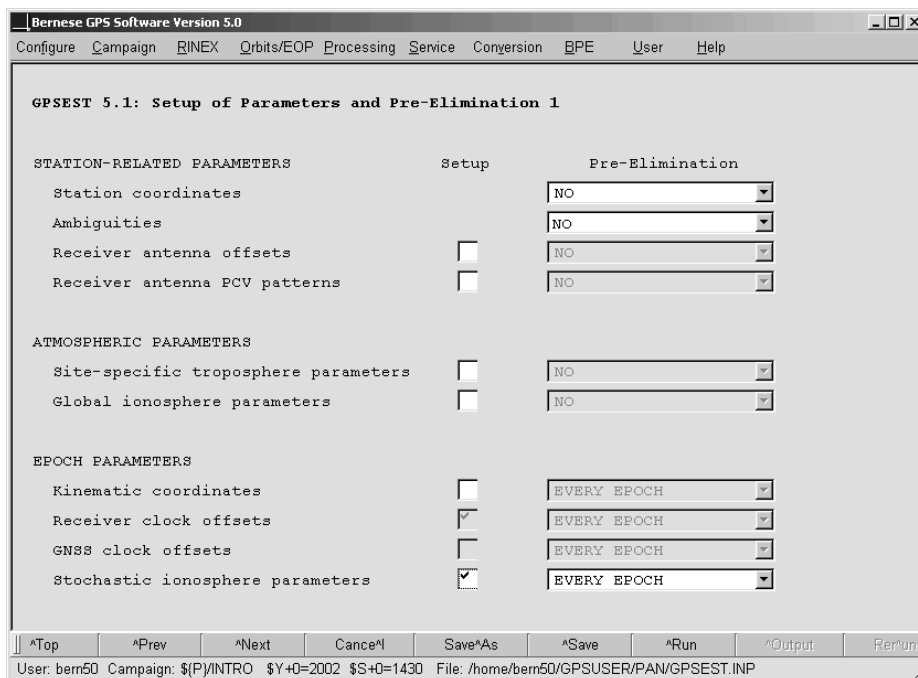 Bernese GPS Software Version 5.0
Configure Campaign RINEX Orbits/EOP Processing Service Conversion BPE User Help
GPSEST 5.1: Setup of Parameters and Pre-Elimination 1
STATION-RELATED PARAMETERS Setup Pre-Elimination
Station coordinates NO
Ambiguities NO
Receiver antenna offsets NO
Receiver antenna PCV patterns NO
ATMOSPHERIC PARAMETERS
Site-specific troposphere parameters NO
Global ionosphere parameters NO
EPOCH PARAMETERS
Kinematic coordinates EVERY EPOCH
Receiver clock offsets EVERY EPOCH
GNSS clock offsets EVERY EPOCH
Stochastic ionosphere parameters EVERY EPOCH
^Top ^Prev ^Next Cance^l Save^As ^Save ^Run ^Output Rer^un
User: bern50 Campaign: ${P}/INTRO $Y+0=2002 $S+0=1430 File: /home/bern50/GPSUSER/PAN/GPSEST.INP